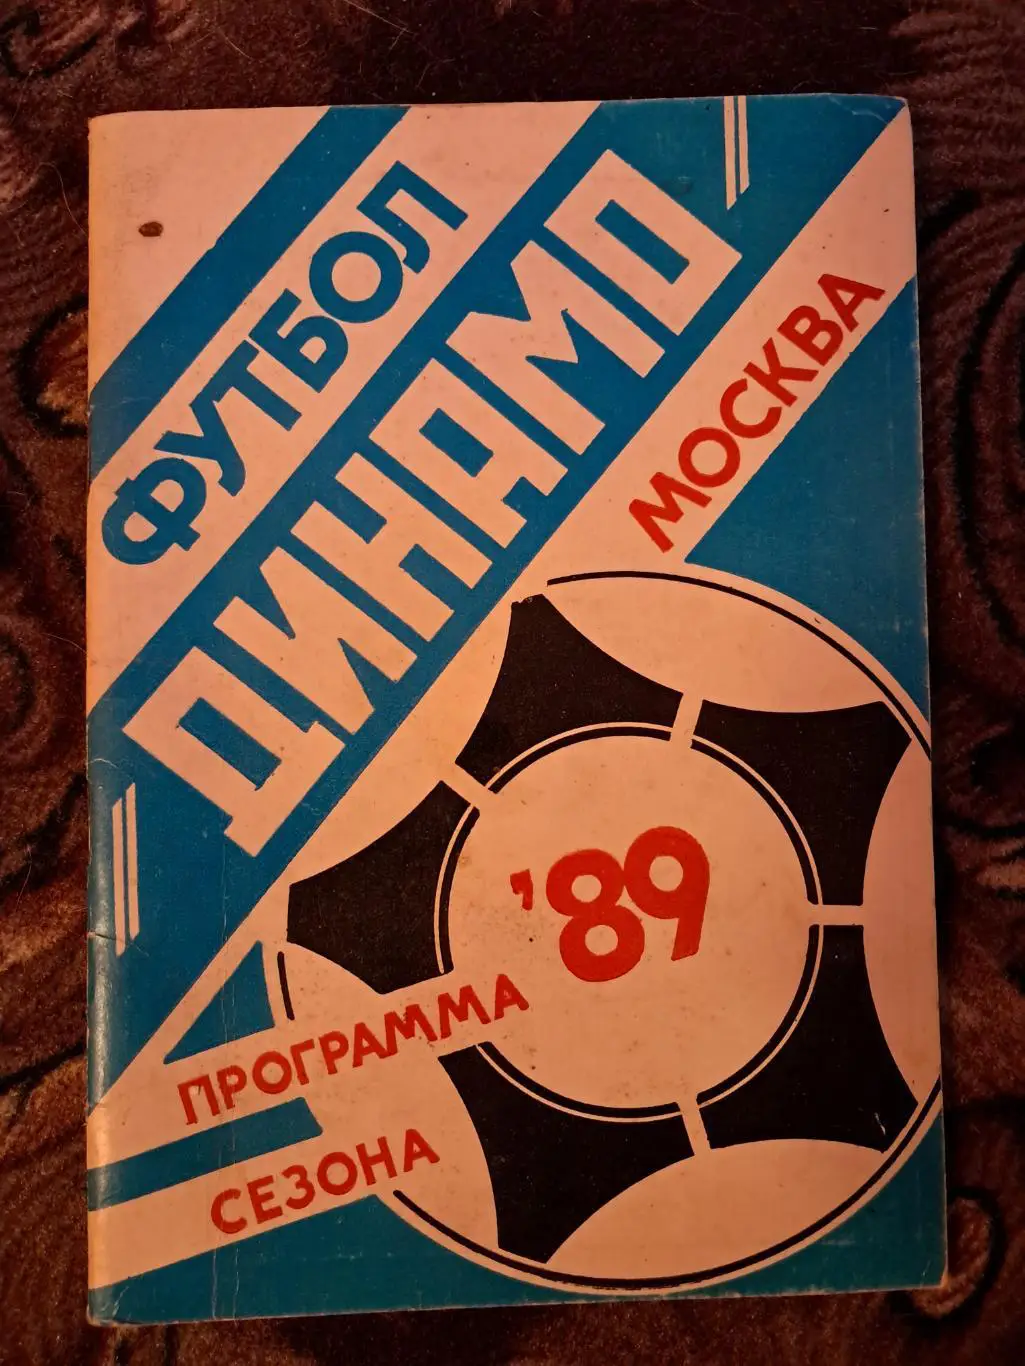 ФУТБОЛ
ДИНАМО
МОСКВА
'89
ПРОГРАММА
СЕЗОНА